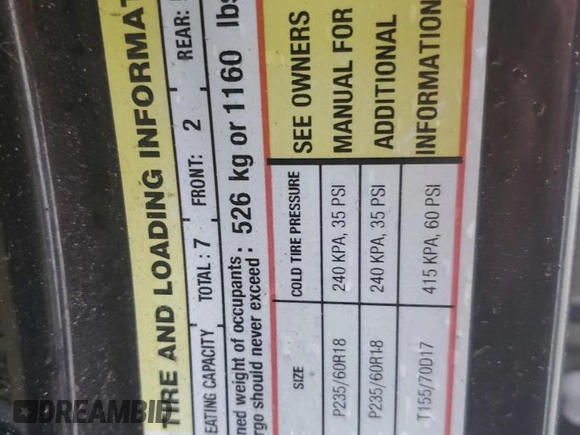 TIRE AND LOADING INFORMAT
EATING CAPACITY TOTAL : 7 FRONT: 2 REAR:
ned weight of occupants
rgo should never exceed : 526 kg or 1160 lbs
SIZE COLD TIRE PRESSURE SEE OWNERS
P235/60R18 240 KPA, 35 PSI MANUAL FOR
P235/60R18 240 KPA, 35 PSI ADDITIONAL
T155/70D17 415 KPA, 60 PSI INFORMATION
DREAMBID